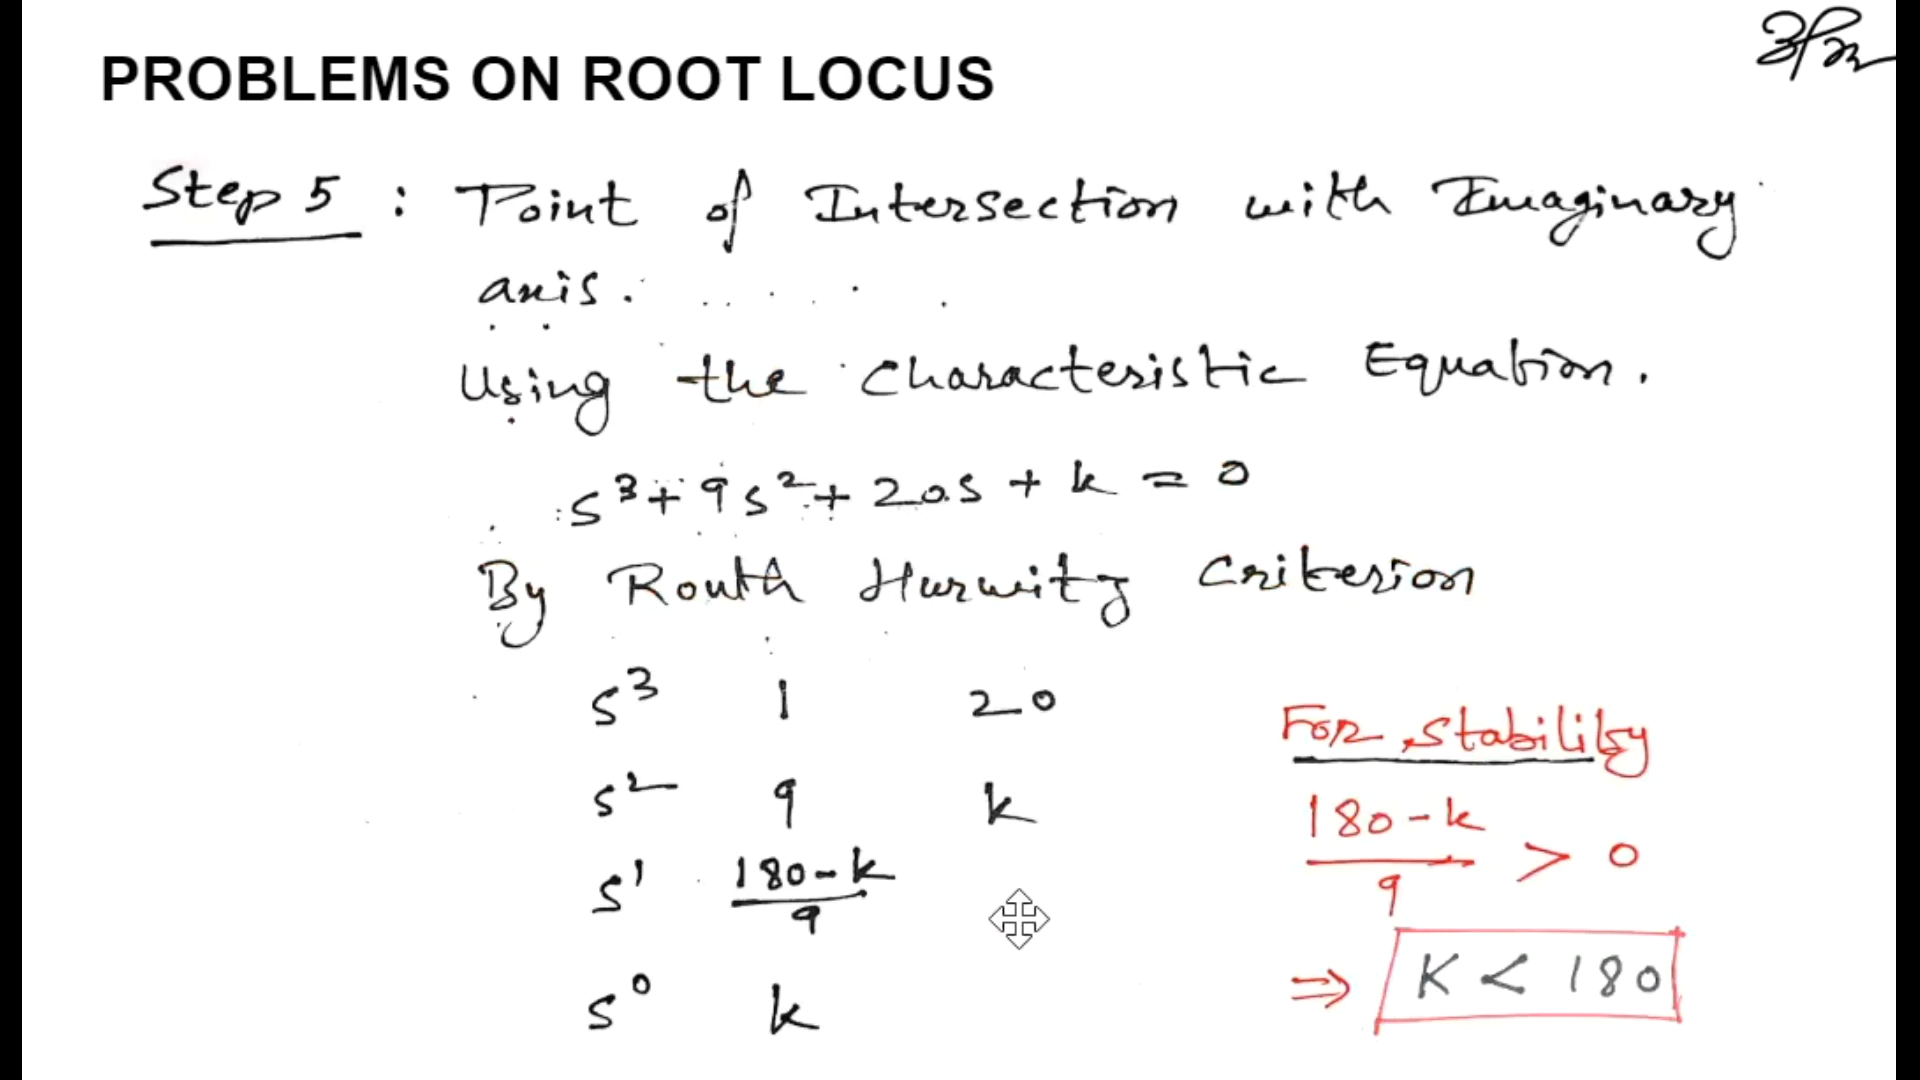 PROBLEMS ON ROOT LOCUS
Step 5 : Point of Intersection with Imaginary
axis.
Using the Characteristic Equation.
s³ + 9s² + 20s + k = 0
By Routh Hurwitz Criterion
s³ 1 20
s² 9 k
s¹ (180-k)/9
s⁰ k
For stability
(180-k)/9 > 0
⇒ K < 180